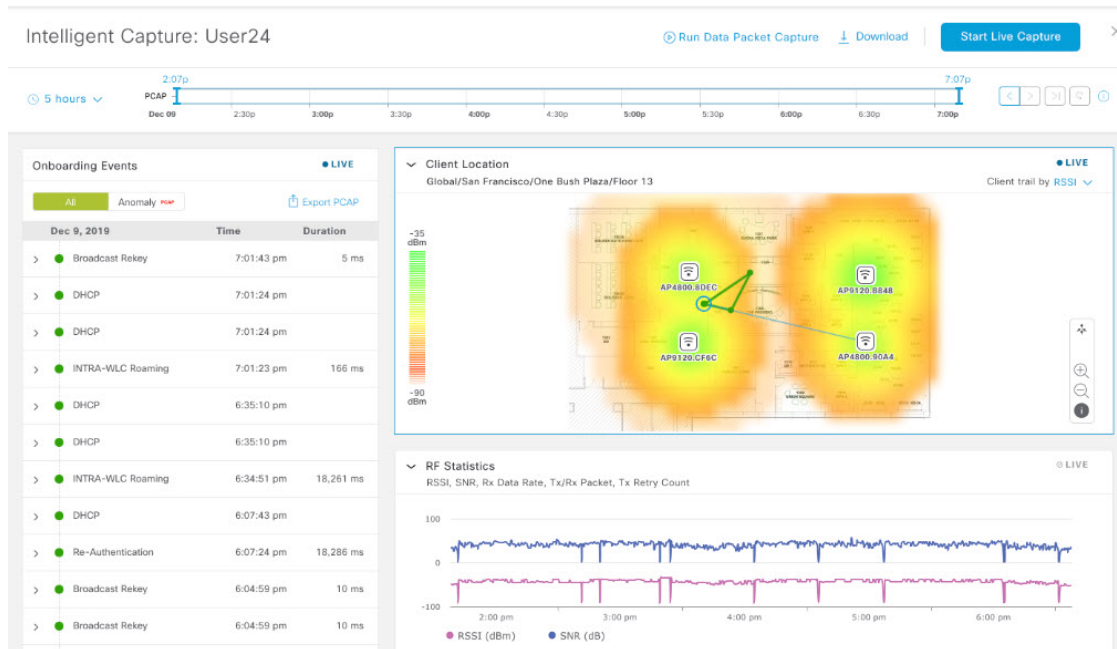 Intelligent Capture: User24
Run Data Packet Capture
Download
Start Live Capture
5 hours
2:07p
7:07p
PCAP
Dec 09
2:30p
3:00p
3:30p
4:00p
4:30p
5:00p
5:30p
6:00p
6:30p
7:00p
Onboarding Events
LIVE
All
Anomaly PCAP
Export PCAP
Dec 9, 2019 Time Duration
Broadcast Rekey 7:01:43 pm 5 ms
DHCP 7:01:24 pm
DHCP 7:01:24 pm
INTRA-WLC Roaming 7:01:23 pm 166 ms
DHCP 6:35:10 pm
DHCP 6:35:10 pm
INTRA-WLC Roaming 6:34:51 pm 18,261 ms
DHCP 6:07:43 pm
Re-Authentication 6:07:24 pm 18,286 ms
Broadcast Rekey 6:04:59 pm 10 ms
Broadcast Rekey 6:04:59 pm 10 ms
Client Location
LIVE
Global/San Francisco/One Bush Plaza/Floor 13
Client trail by RSSI
-35
dBm
-90
dBm
AP4800.8DEC
AP9120.B848
AP9120.CF6C
AP4800.90A4
RF Statistics
LIVE
RSSI, SNR, Rx Data Rate, Tx/Rx Packet, Tx Retry Count
100
0
-100
2:00 pm
3:00 pm
4:00 pm
5:00 pm
6:00 pm
RSSI (dBm)
SNR (dB)